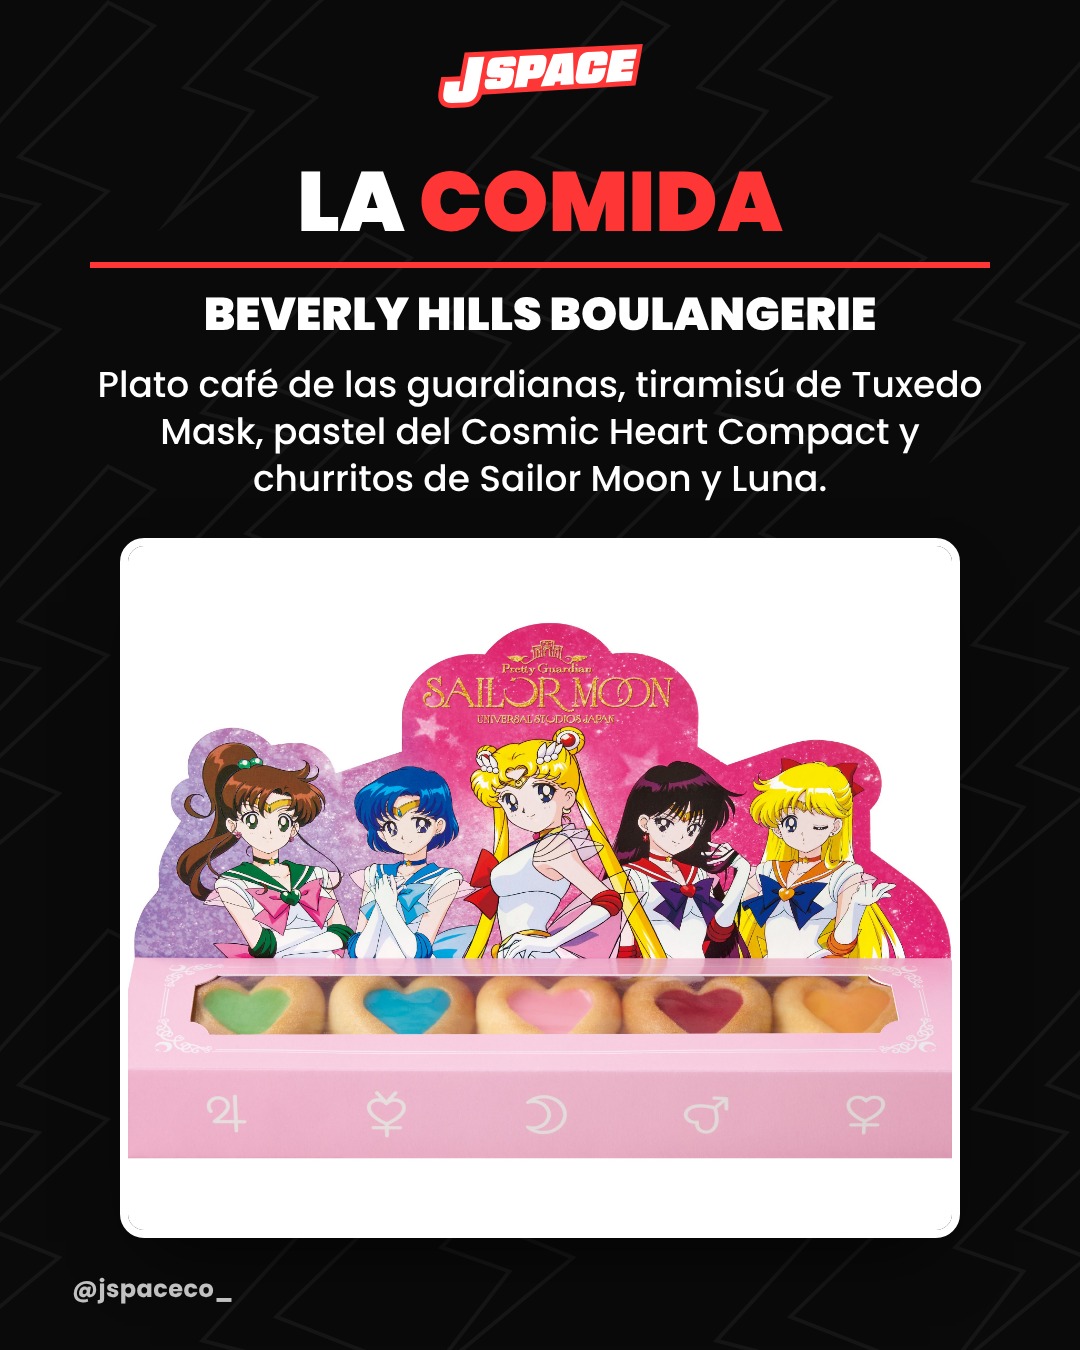 JSPACE
LA COMIDA
BEVERLY HILLS BOULANGERIE
Plato café de las guardianas, tiramisú de Tuxedo
Mask, pastel del Cosmic Heart Compact y
churritos de Sailor Moon y Luna.
Pretty Guardian
SAILOR MOON
UNIVERSAL STUDIOS JAPAN
@jspaceco_